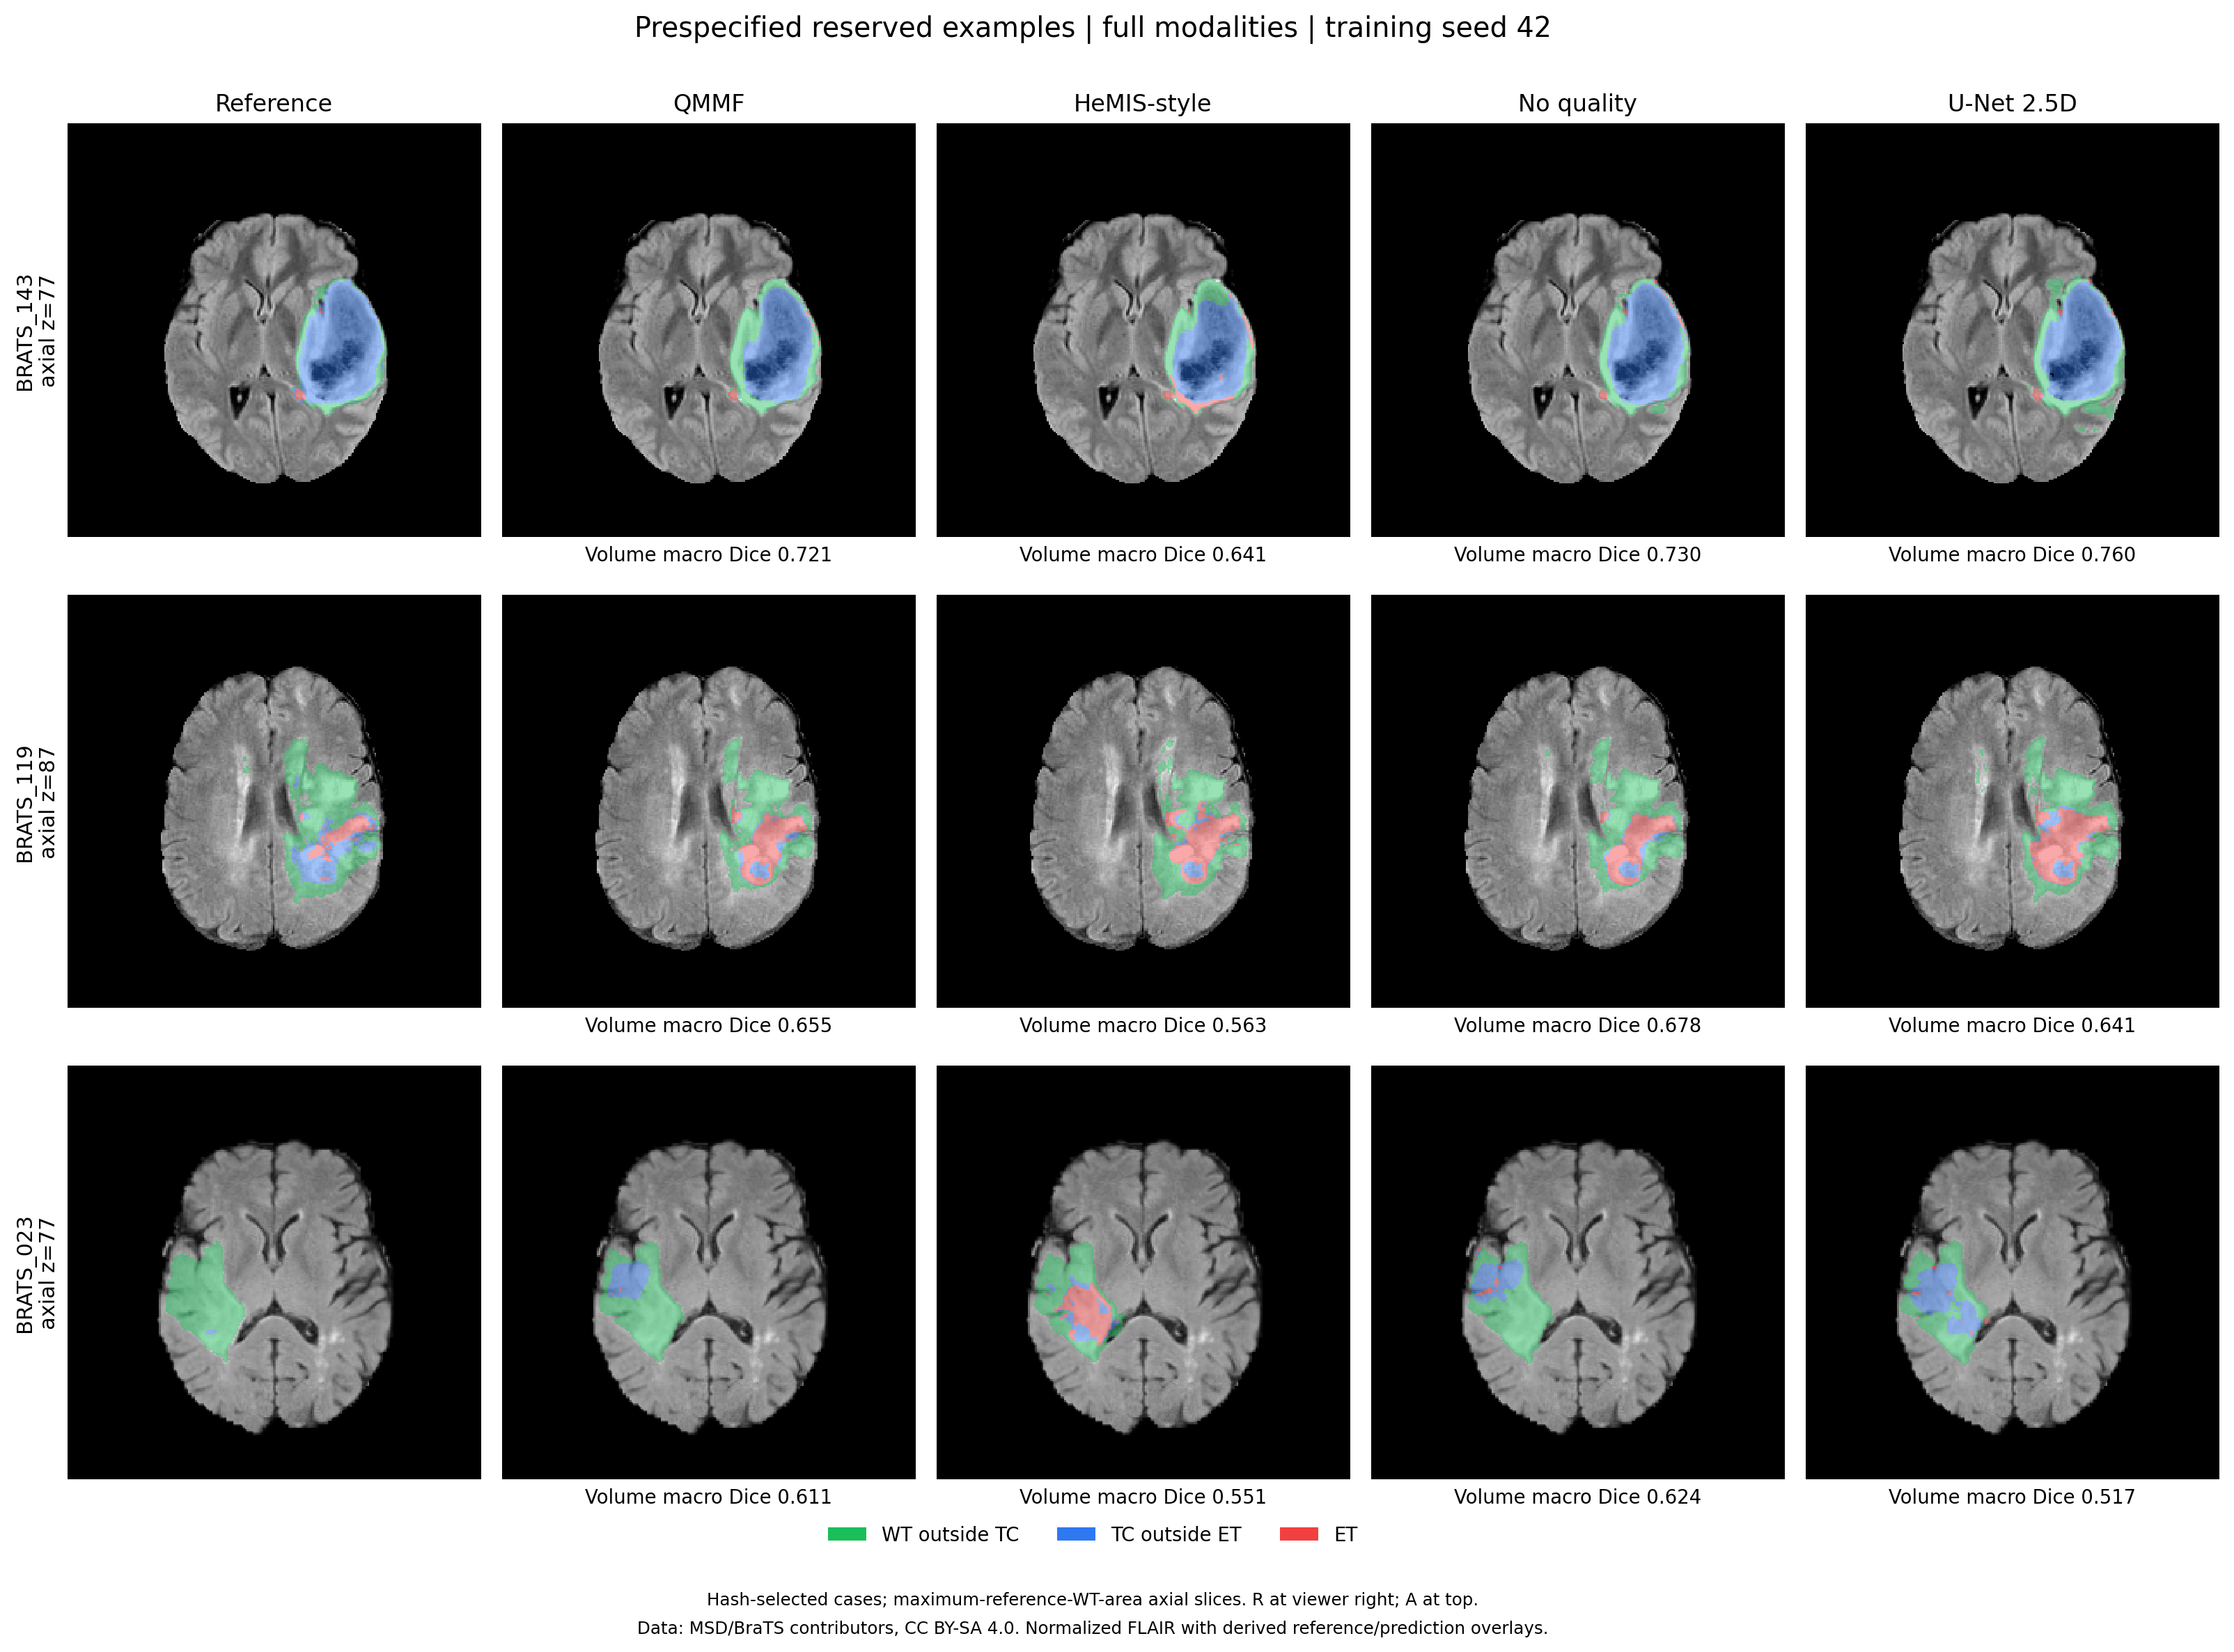 Prespecified reserved examples | full modalities | training seed 42
Reference
QMMF
HeMIS-style
No quality
U-Net 2.5D
BRATS_143
axial z=77
Volume macro Dice 0.721
Volume macro Dice 0.641
Volume macro Dice 0.730
Volume macro Dice 0.760
BRATS_119
axial z=87
Volume macro Dice 0.655
Volume macro Dice 0.563
Volume macro Dice 0.678
Volume macro Dice 0.641
BRATS_023
axial z=77
Volume macro Dice 0.611
Volume macro Dice 0.551
Volume macro Dice 0.624
Volume macro Dice 0.517
WT outside TC
TC outside ET
ET
Hash-selected cases; maximum-reference-WT-area axial slices. R at viewer right; A at top.
Data: MSD/BraTS contributors, CC BY-SA 4.0. Normalized FLAIR with derived reference/prediction overlays.